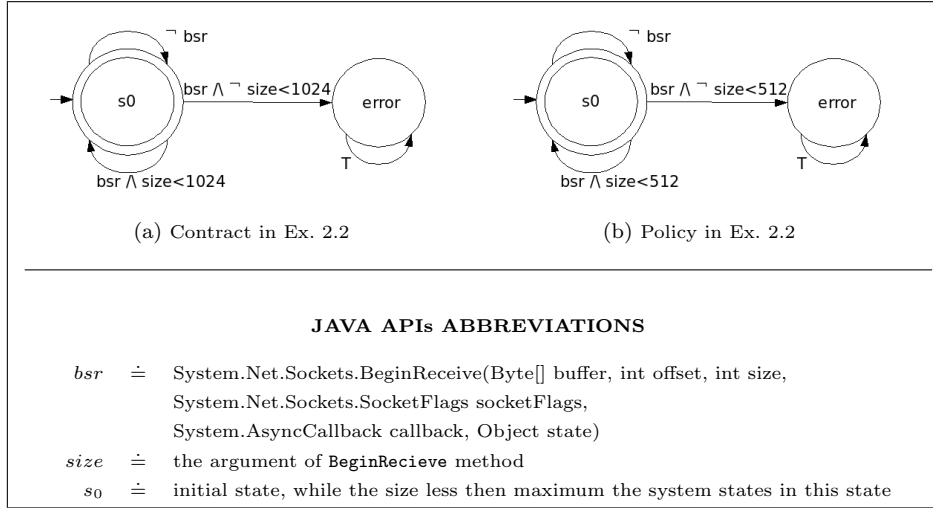 ¬ bsr
s0
bsr /\ ¬ size<1024
error
T
bsr /\ size<1024
(a) Contract in Ex. 2.2
¬ bsr
s0
bsr /\ ¬ size<512
error
T
bsr /\ size<512
(b) Policy in Ex. 2.2
JAVA APIs ABBREVIATIONS
bsr ≐ System.Net.Sockets.BeginReceive(Byte[] buffer, int offset, int size,
System.Net.Sockets.SocketFlags socketFlags,
System.AsyncCallback callback, Object state)
size ≐ the argument of BeginRecieve method
s₀ ≐ initial state, while the size less then maximum the system states in this state